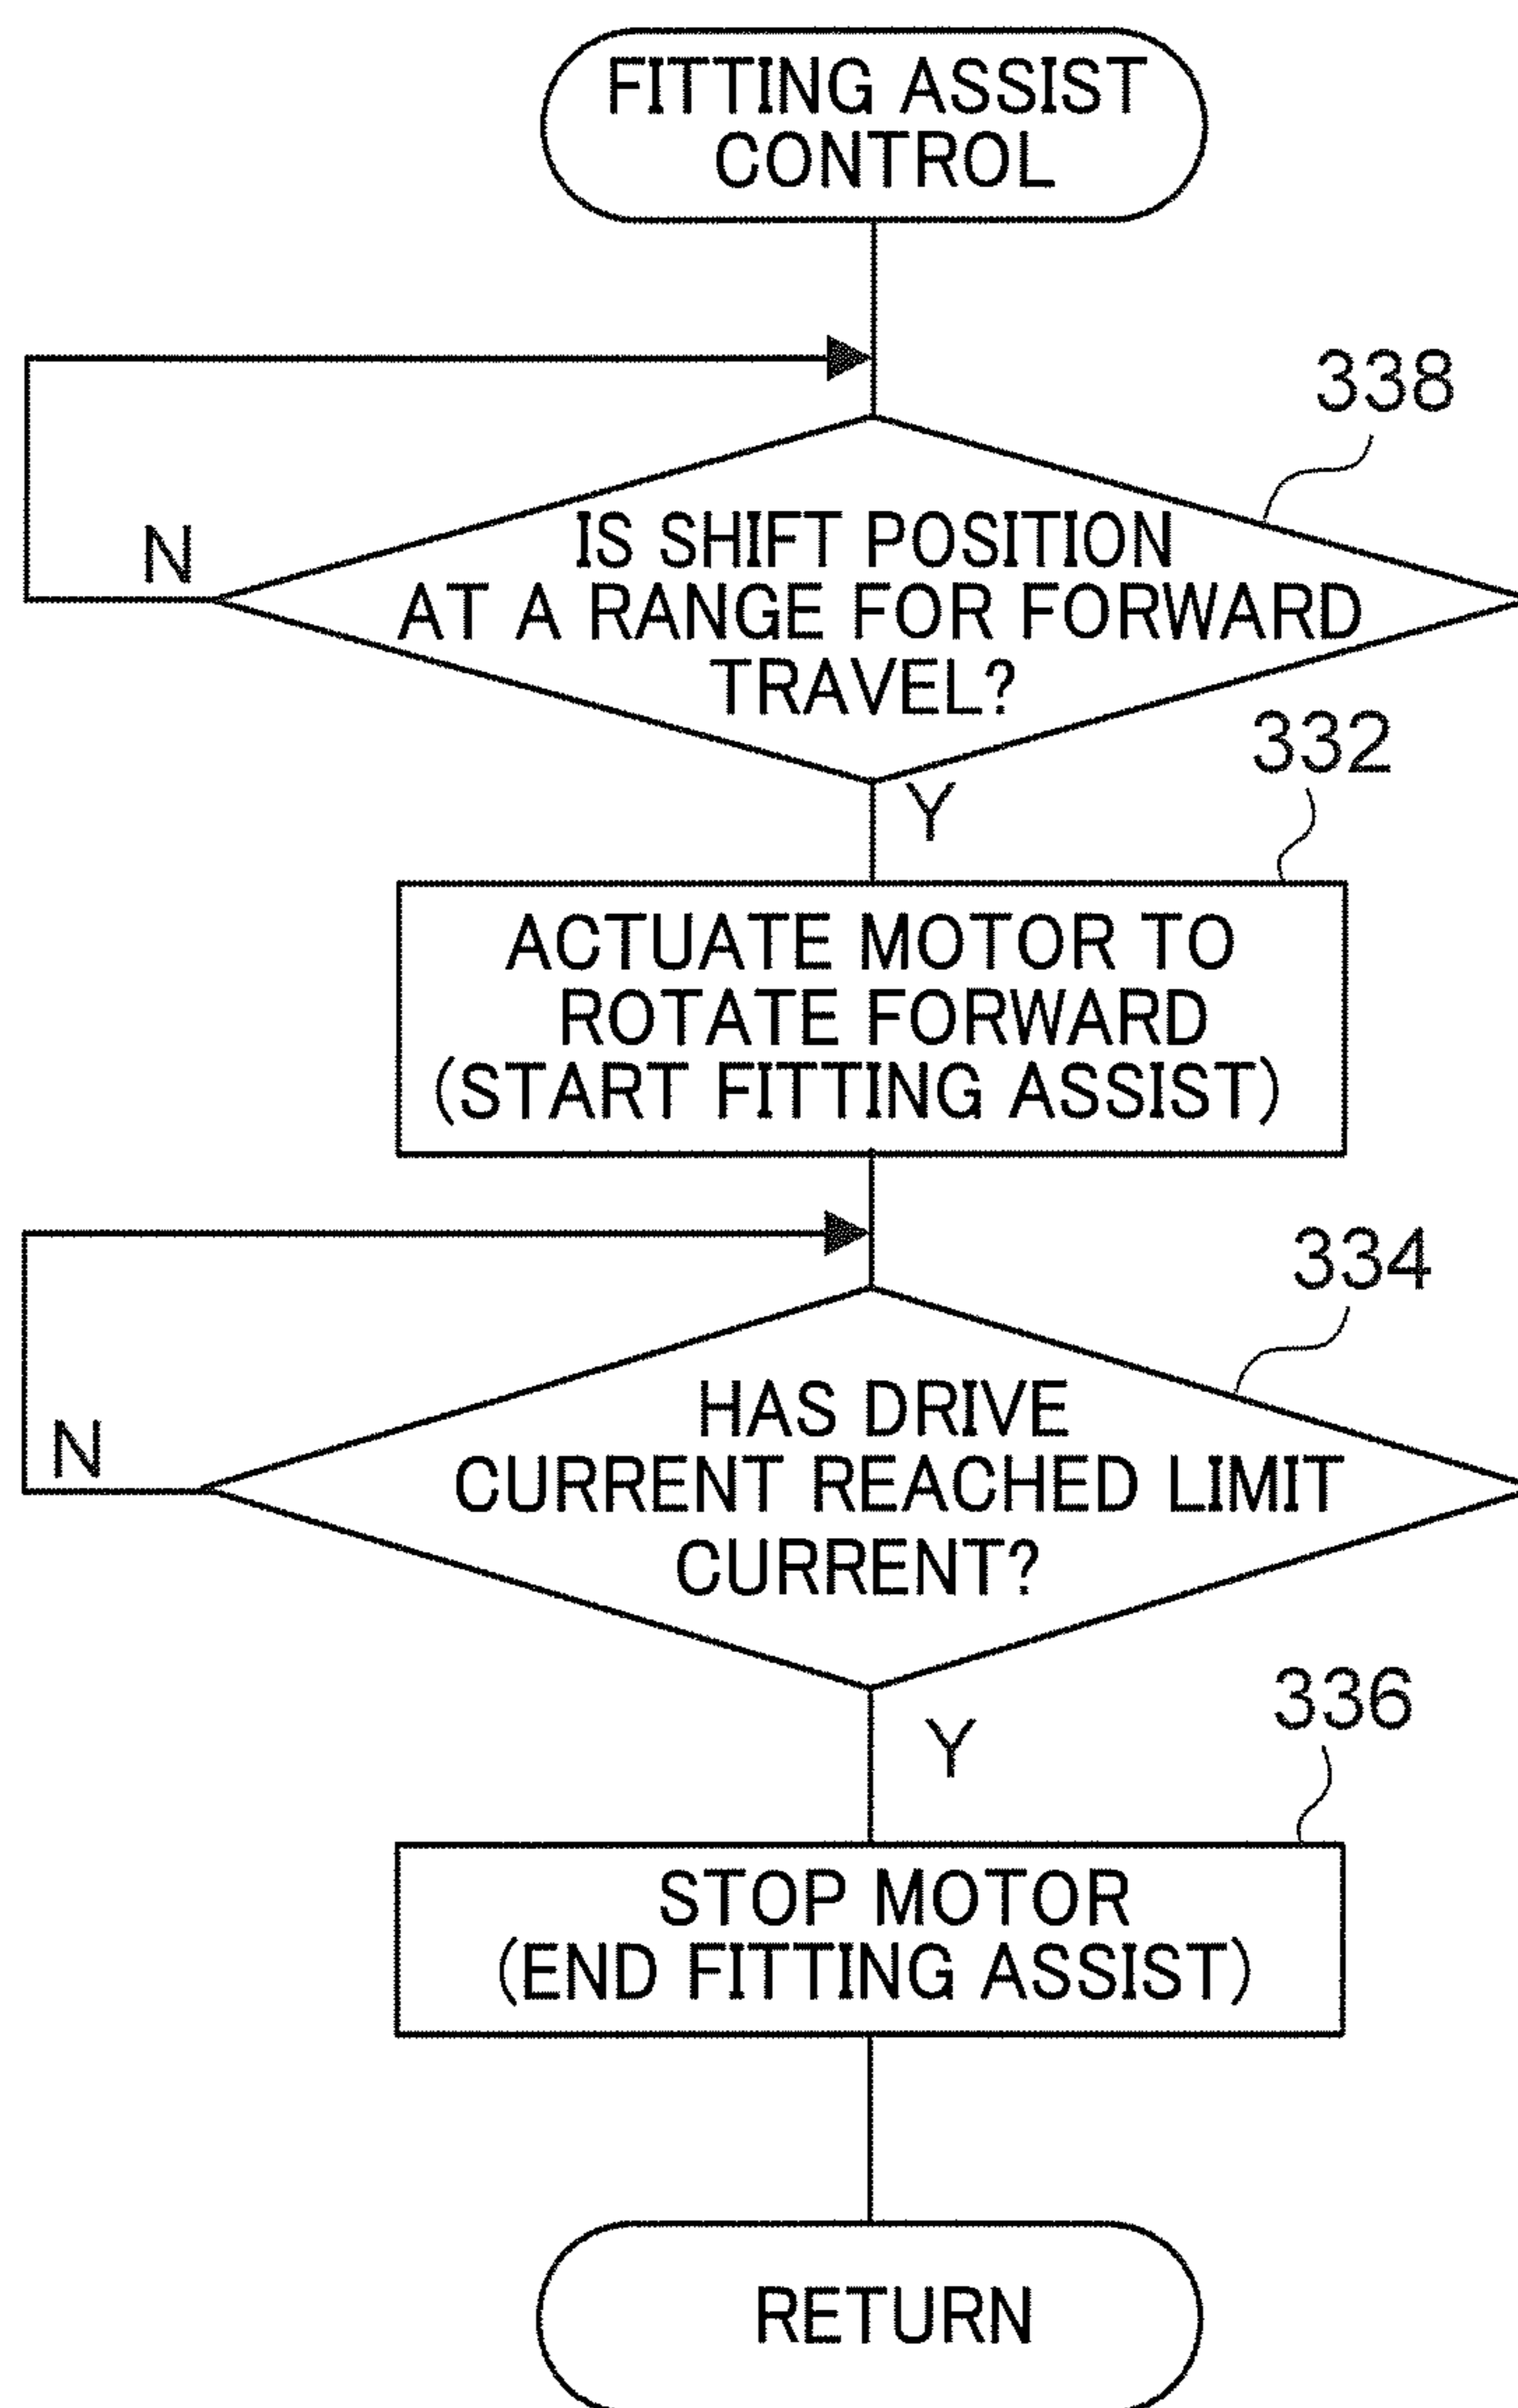 FITTING ASSIST
CONTROL
338
N
IS SHIFT POSITION
AT A RANGE FOR FORWARD
TRAVEL?
332
Y
ACTUATE MOTOR TO
ROTATE FORWARD
(START FITTING ASSIST)
334
N
HAS DRIVE
CURRENT REACHED LIMIT
CURRENT?
336
Y
STOP MOTOR
(END FITTING ASSIST)
RETURN